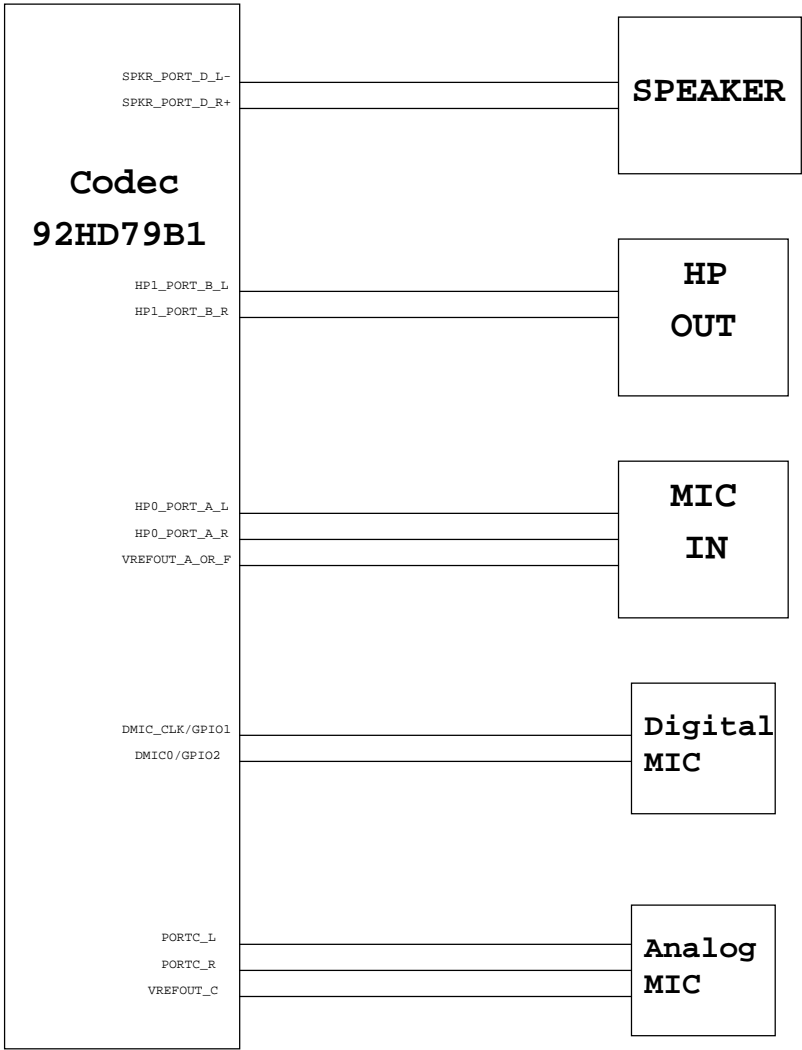 SPKR_PORT_D_L-
SPKR_PORT_D_R+
SPEAKER
Codec
92HD79B1
HP1_PORT_B_L
HP1_PORT_B_R
HP
OUT
HP0_PORT_A_L
HP0_PORT_A_R
VREFOUT_A_OR_F
MIC
IN
DMIC_CLK/GPIO1
DMIC0/GPIO2
Digital
MIC
PORTC_L
PORTC_R
VREFOUT_C
Analog
MIC